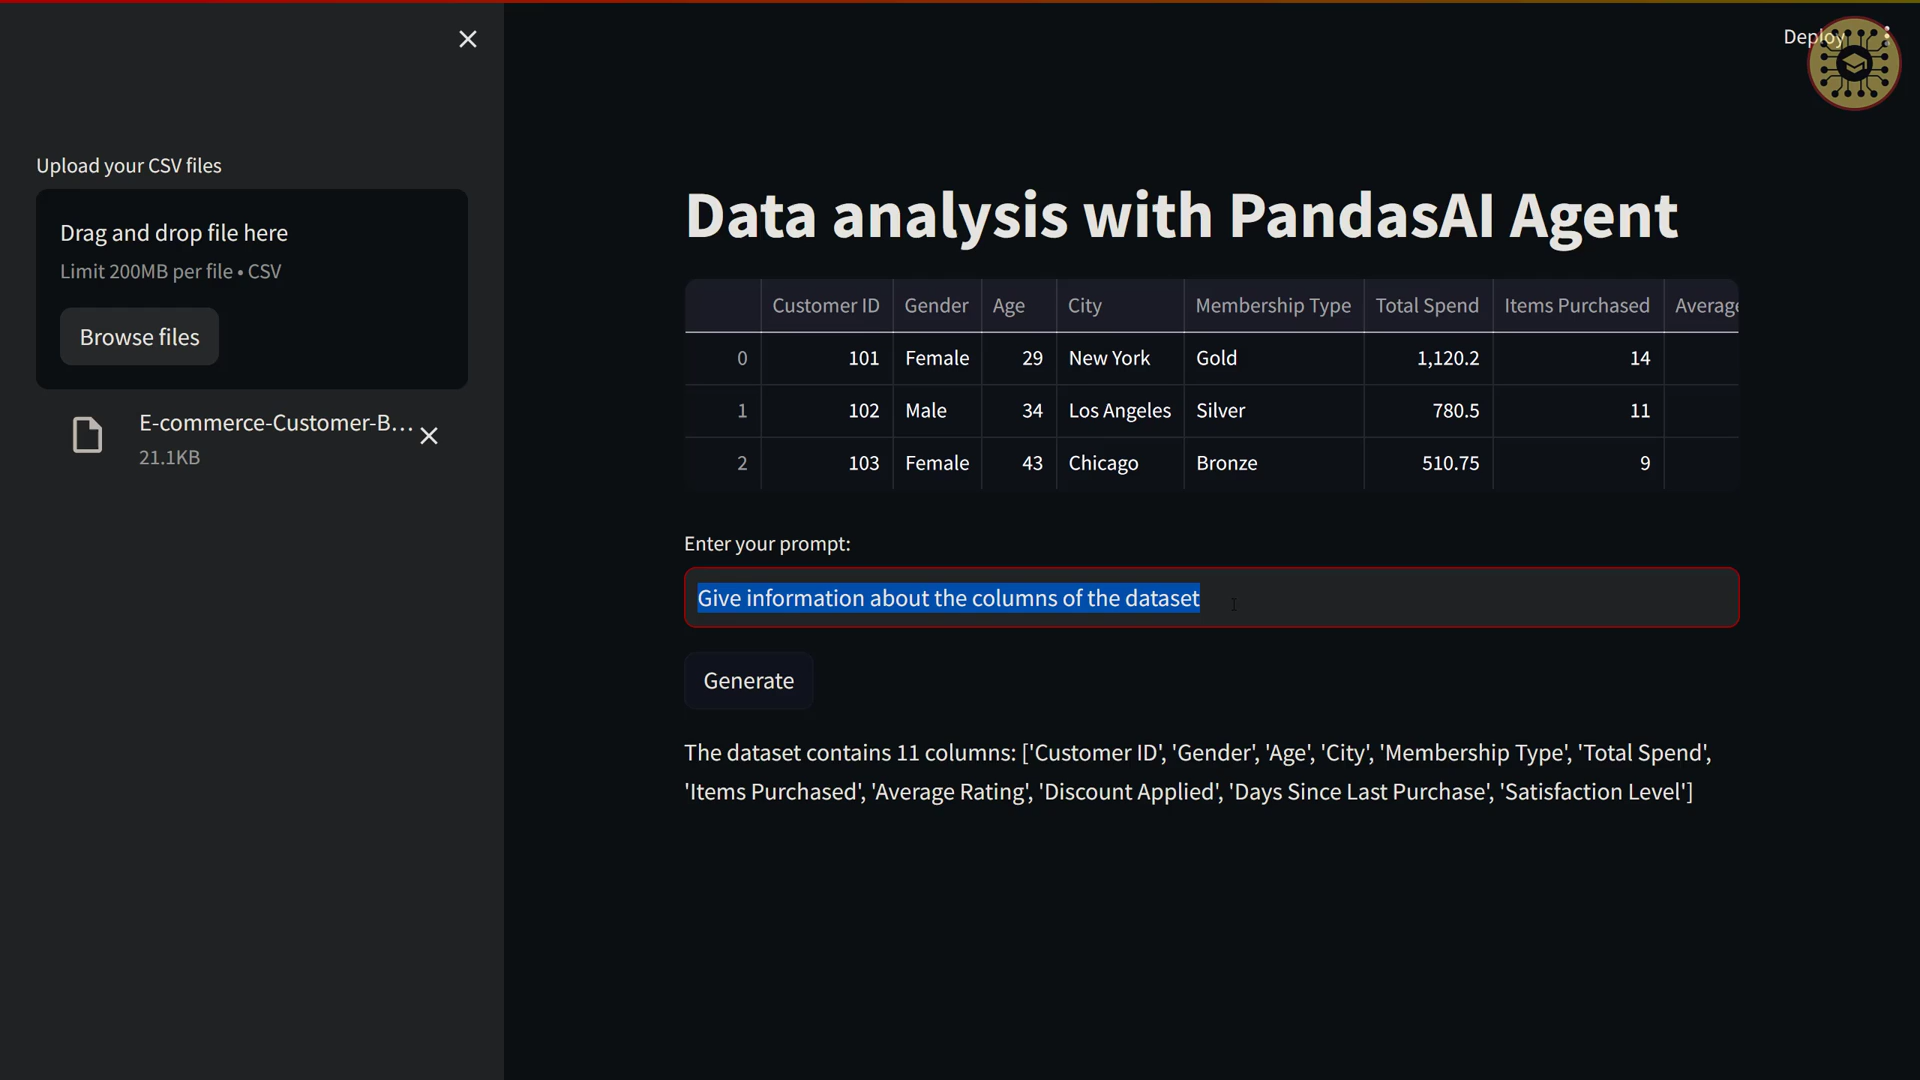 Deploy
Upload your CSV files
Drag and drop file here
Limit 200MB per file • CSV
Browse files
E-commerce-Customer-B...
21.1KB
Data analysis with PandasAI Agent
Customer ID Gender Age City Membership Type Total Spend Items Purchased Average
0 101 Female 29 New York Gold 1,120.2 14
1 102 Male 34 Los Angeles Silver 780.5 11
2 103 Female 43 Chicago Bronze 510.75 9
Enter your prompt:
Give information about the columns of the dataset
Generate
The dataset contains 11 columns: ['Customer ID', 'Gender', 'Age', 'City', 'Membership Type', 'Total Spend',
'Items Purchased', 'Average Rating', 'Discount Applied', 'Days Since Last Purchase', 'Satisfaction Level']